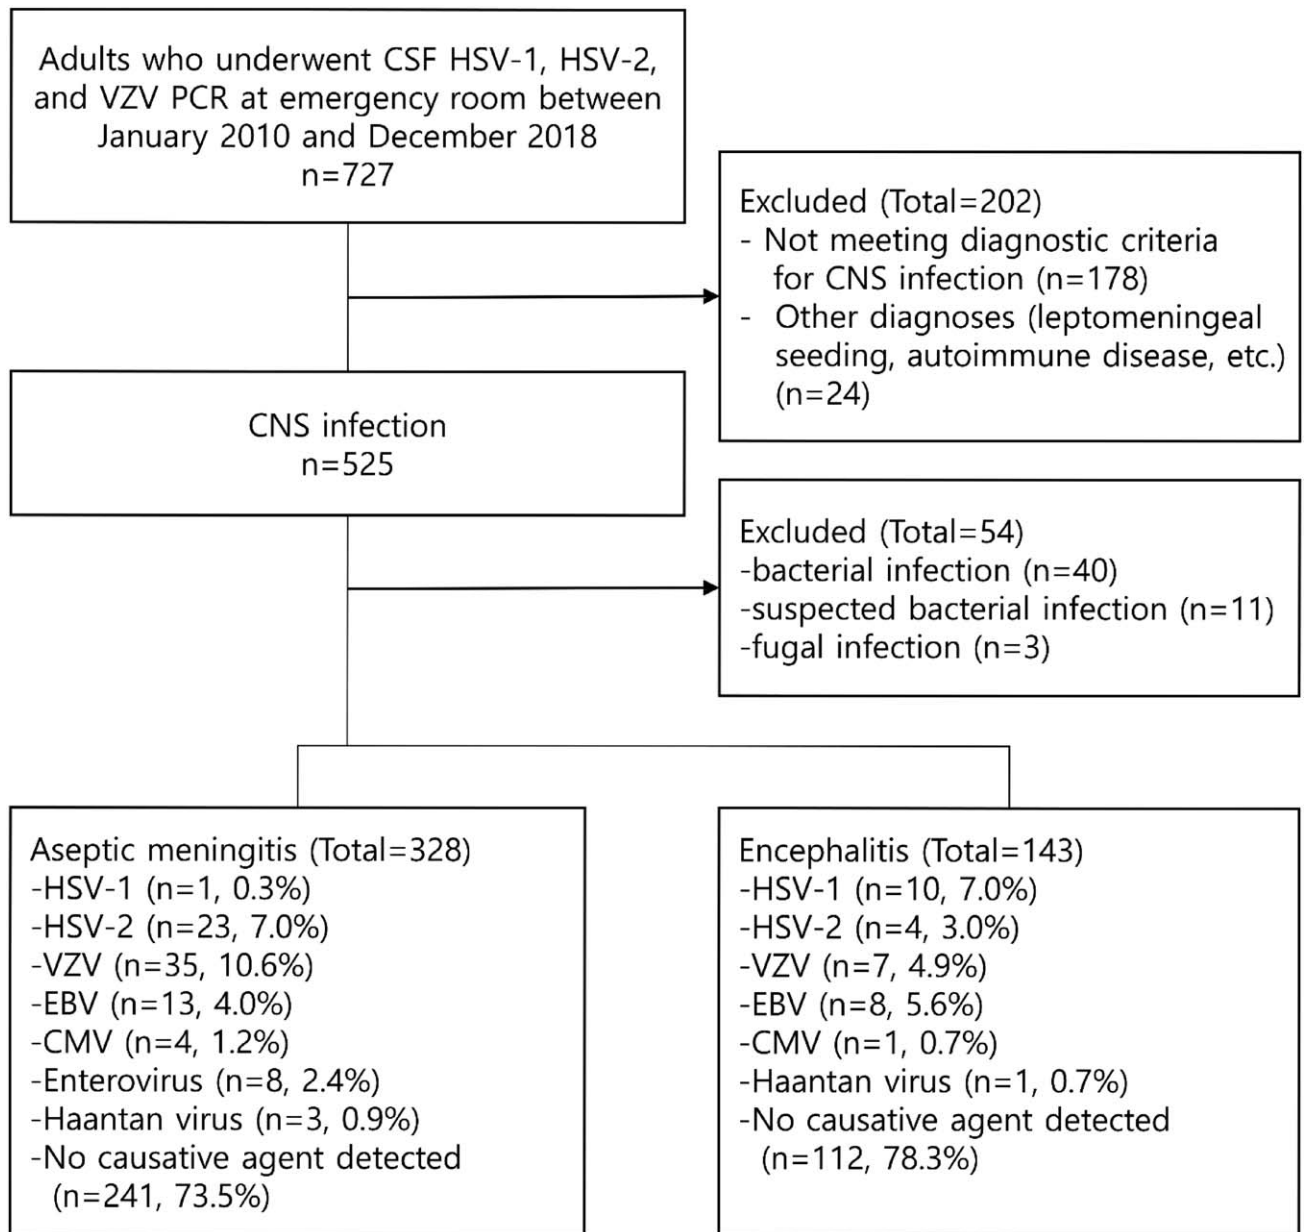 Adults who underwent CSF HSV-1, HSV-2,
and VZV PCR at emergency room between
January 2010 and December 2018
n=727
Excluded (Total=202)
- Not meeting diagnostic criteria
for CNS infection (n=178)
- Other diagnoses (leptomeningeal
seeding, autoimmune disease, etc.)
(n=24)
CNS infection
n=525
Excluded (Total=54)
-bacterial infection (n=40)
-suspected bacterial infection (n=11)
-fugal infection (n=3)
Aseptic meningitis (Total=328)
-HSV-1 (n=1, 0.3%)
-HSV-2 (n=23, 7.0%)
-VZV (n=35, 10.6%)
-EBV (n=13, 4.0%)
-CMV (n=4, 1.2%)
-Enterovirus (n=8, 2.4%)
-Haantan virus (n=3, 0.9%)
-No causative agent detected
(n=241, 73.5%)
Encephalitis (Total=143)
-HSV-1 (n=10, 7.0%)
-HSV-2 (n=4, 3.0%)
-VZV (n=7, 4.9%)
-EBV (n=8, 5.6%)
-CMV (n=1, 0.7%)
-Haantan virus (n=1, 0.7%)
-No causative agent detected
(n=112, 78.3%)